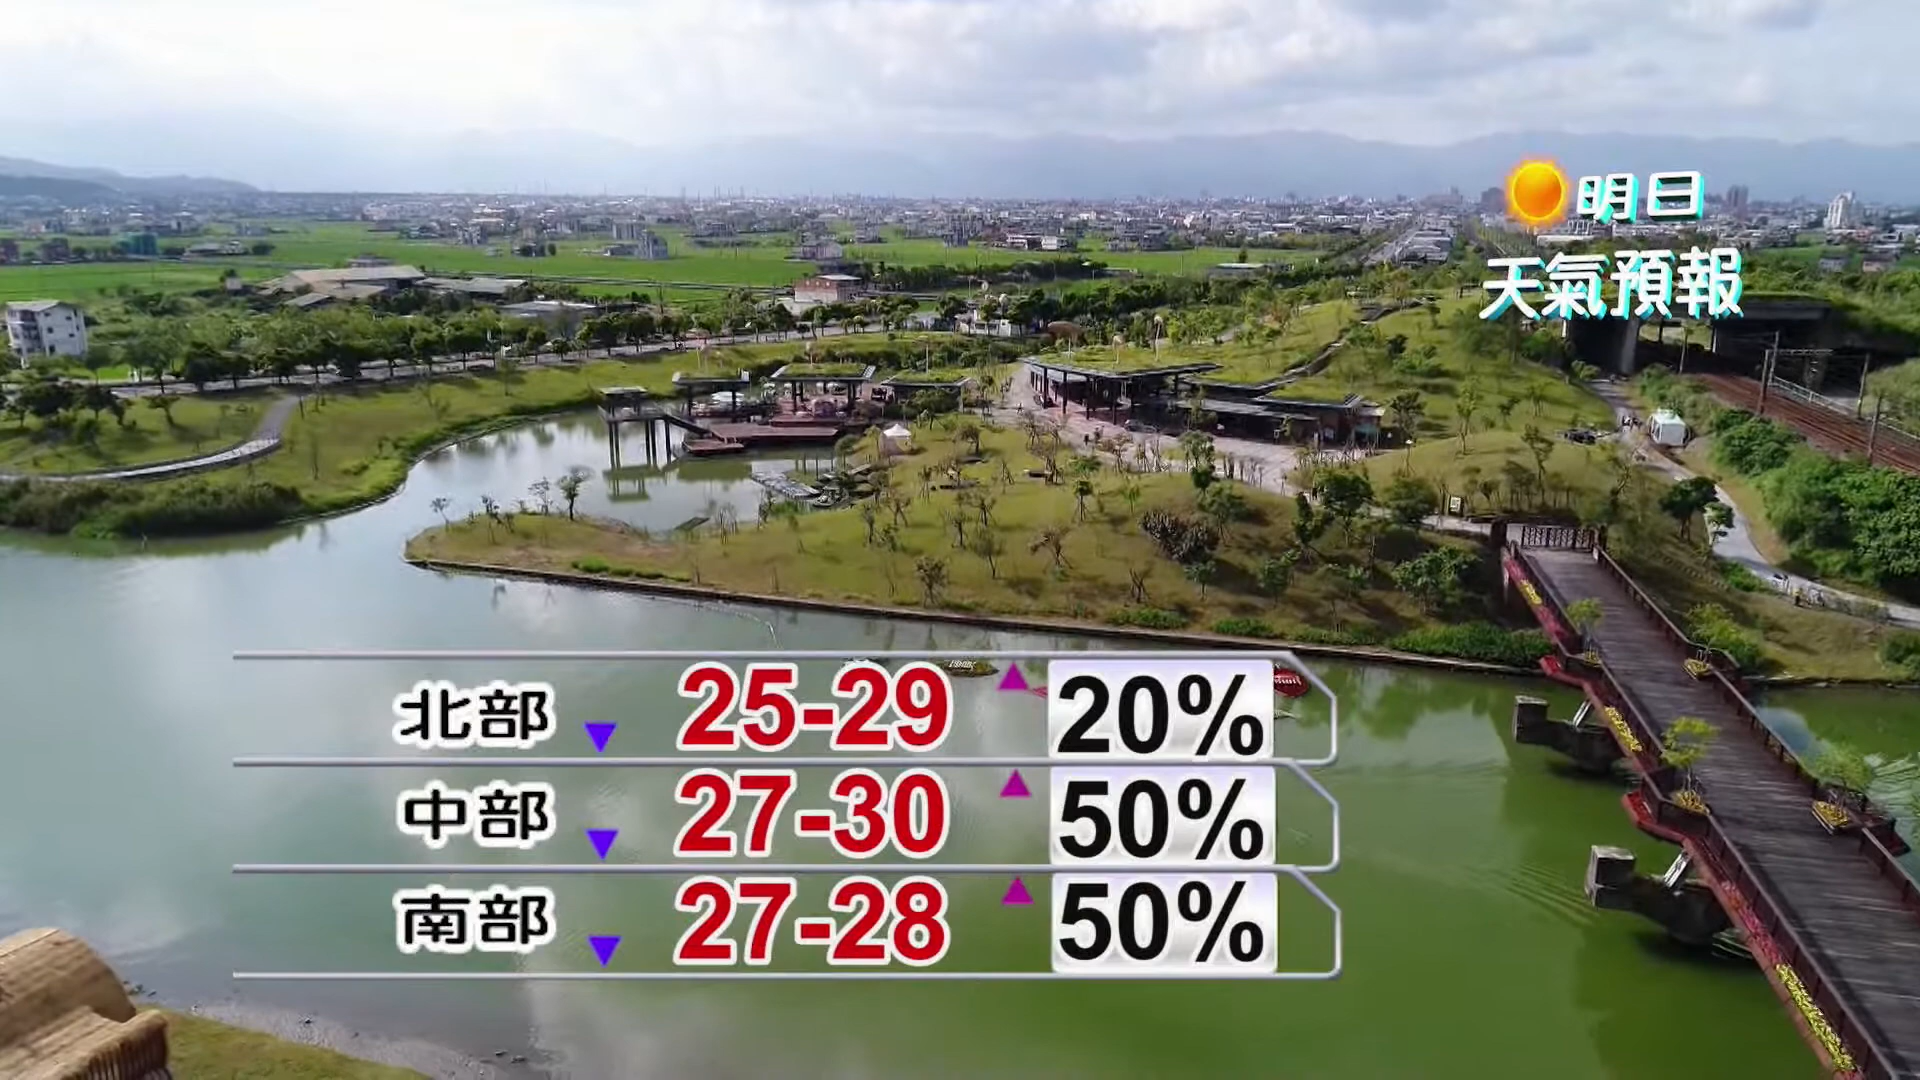 明日
天氣預報
北部 25-29 20%
中部 27-30 50%
南部 27-28 50%